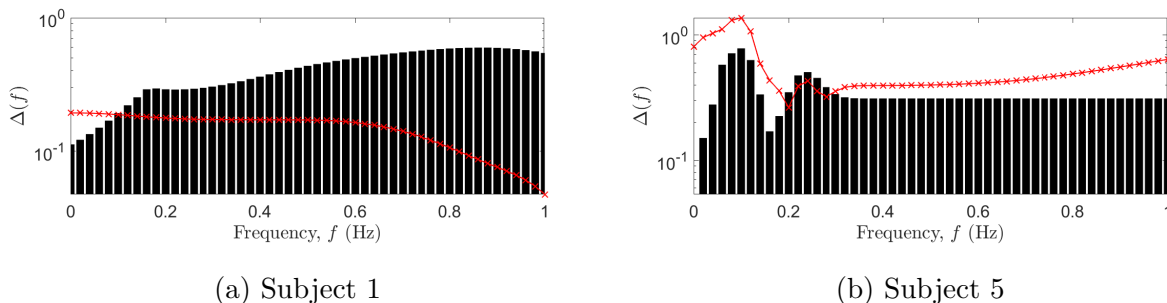 10^0
10^-1
Δ(f)
0 0.2 0.4 0.6 0.8 1
Frequency, f (Hz)
(a) Subject 1
10^0
10^-1
Δ(f)
0 0.2 0.4 0.6 0.8 1
Frequency, f (Hz)
(b) Subject 5